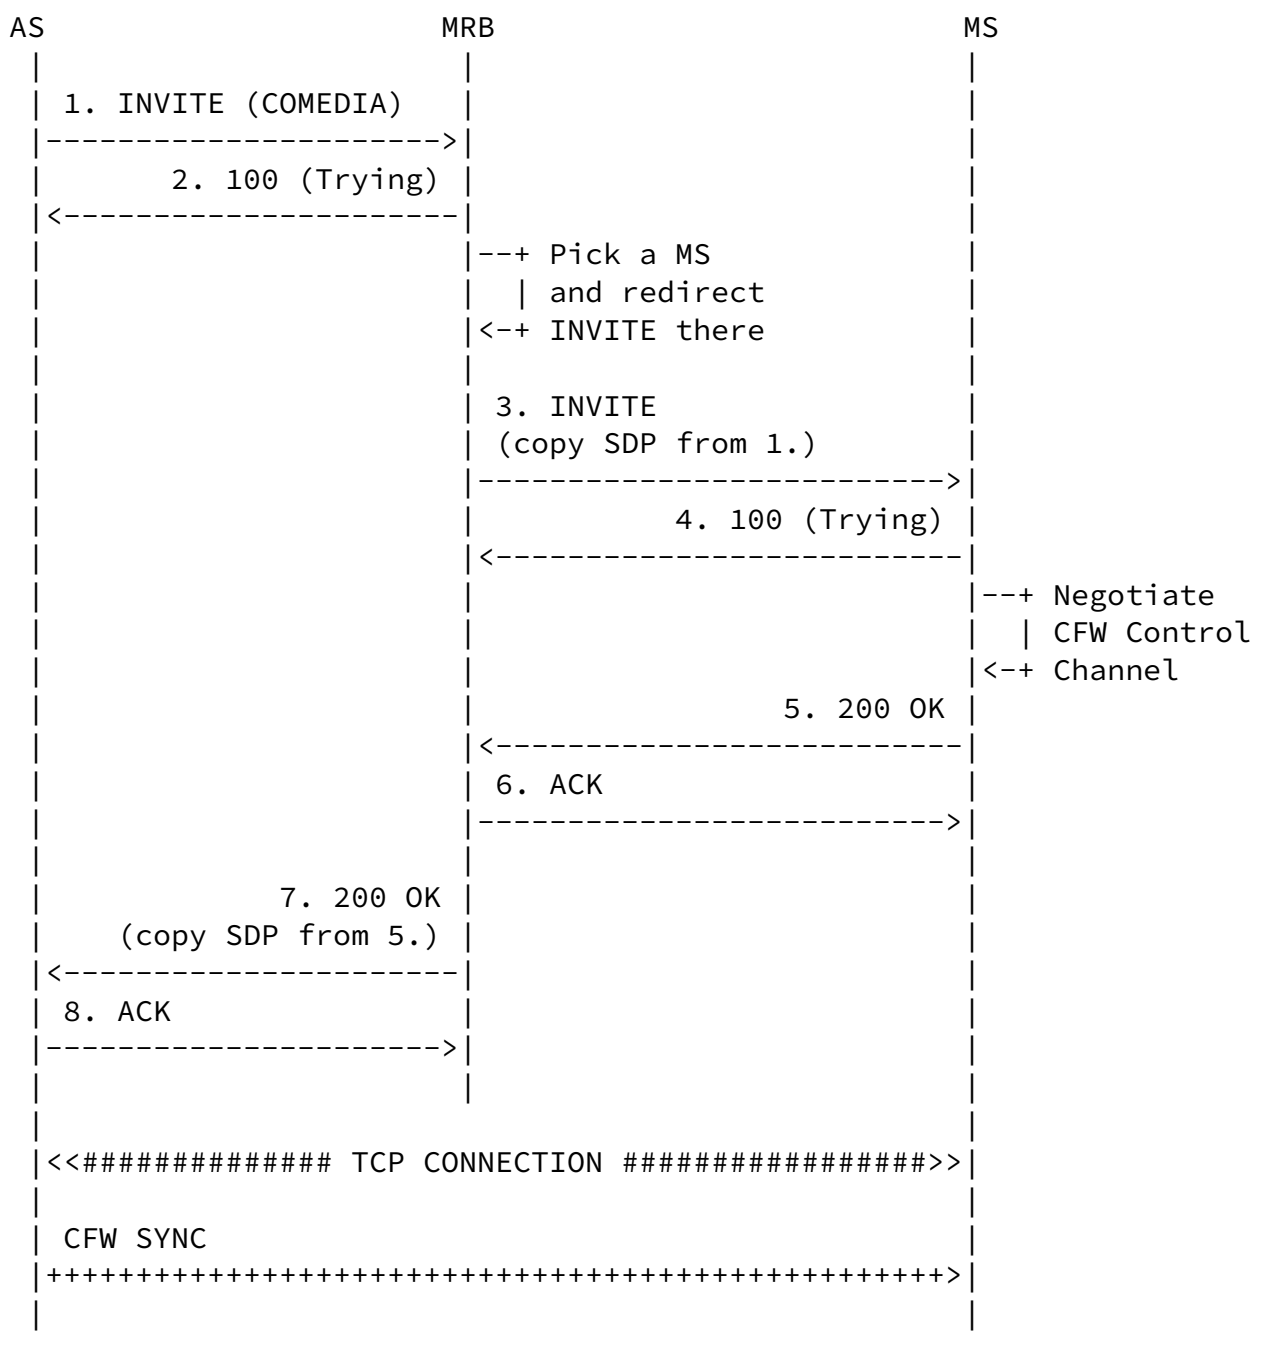 AS MRB MS
1. INVITE (COMEDIA)
2. 100 (Trying)
--+ Pick a MS
| and redirect
<-+ INVITE there
3. INVITE
(copy SDP from 1.)
4. 100 (Trying)
--+ Negotiate
| CFW Control
<-+ Channel
5. 200 OK
6. ACK
7. 200 OK
(copy SDP from 5.)
8. ACK
<<############## TCP CONNECTION #################>>
CFW SYNC